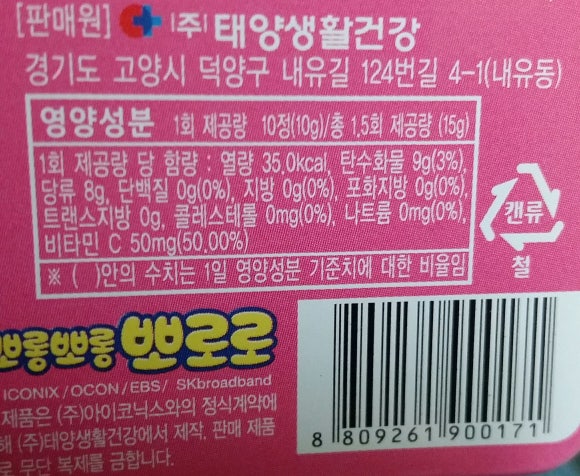 [판매원] (주)태양생활건강
경기도 고양시 덕양구 내유길 124번길 4-1(내유동)
영양성분 1회 제공량 10정(10g)/총 1.5회 제공량 (15g)
1회 제공량 당 함량 : 열량 35.0kcal, 탄수화물 9g(3%),
당류 8g, 단백질 0g(0%), 지방 0g(0%), 포화지방 0g(0%),
트랜스지방 0g, 콜레스테롤 0mg(0%), 나트륨 0mg(0%),
비타민 C 50mg(50.00%)
※ ( )안의 수치는 1일 영양성분 기준치에 대한 비율임
캔류
철
뽀롱뽀롱 뽀로로
ICONIX/OCON/EBS/ SKbroadband
제품은 (주)아이코닉스와의 정식계약에
해 (주)태양생활건강에서 제작, 판매 제품
로 무단 복제를 금합니다.
8 809261 900171